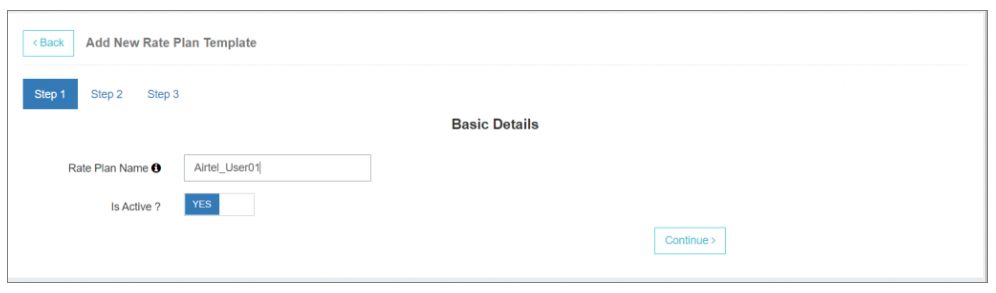 < Back Add New Rate Plan Template
Step 1 Step 2 Step 3
Basic Details
Rate Plan Name Airtel_User01
Is Active ? YES
Continue >